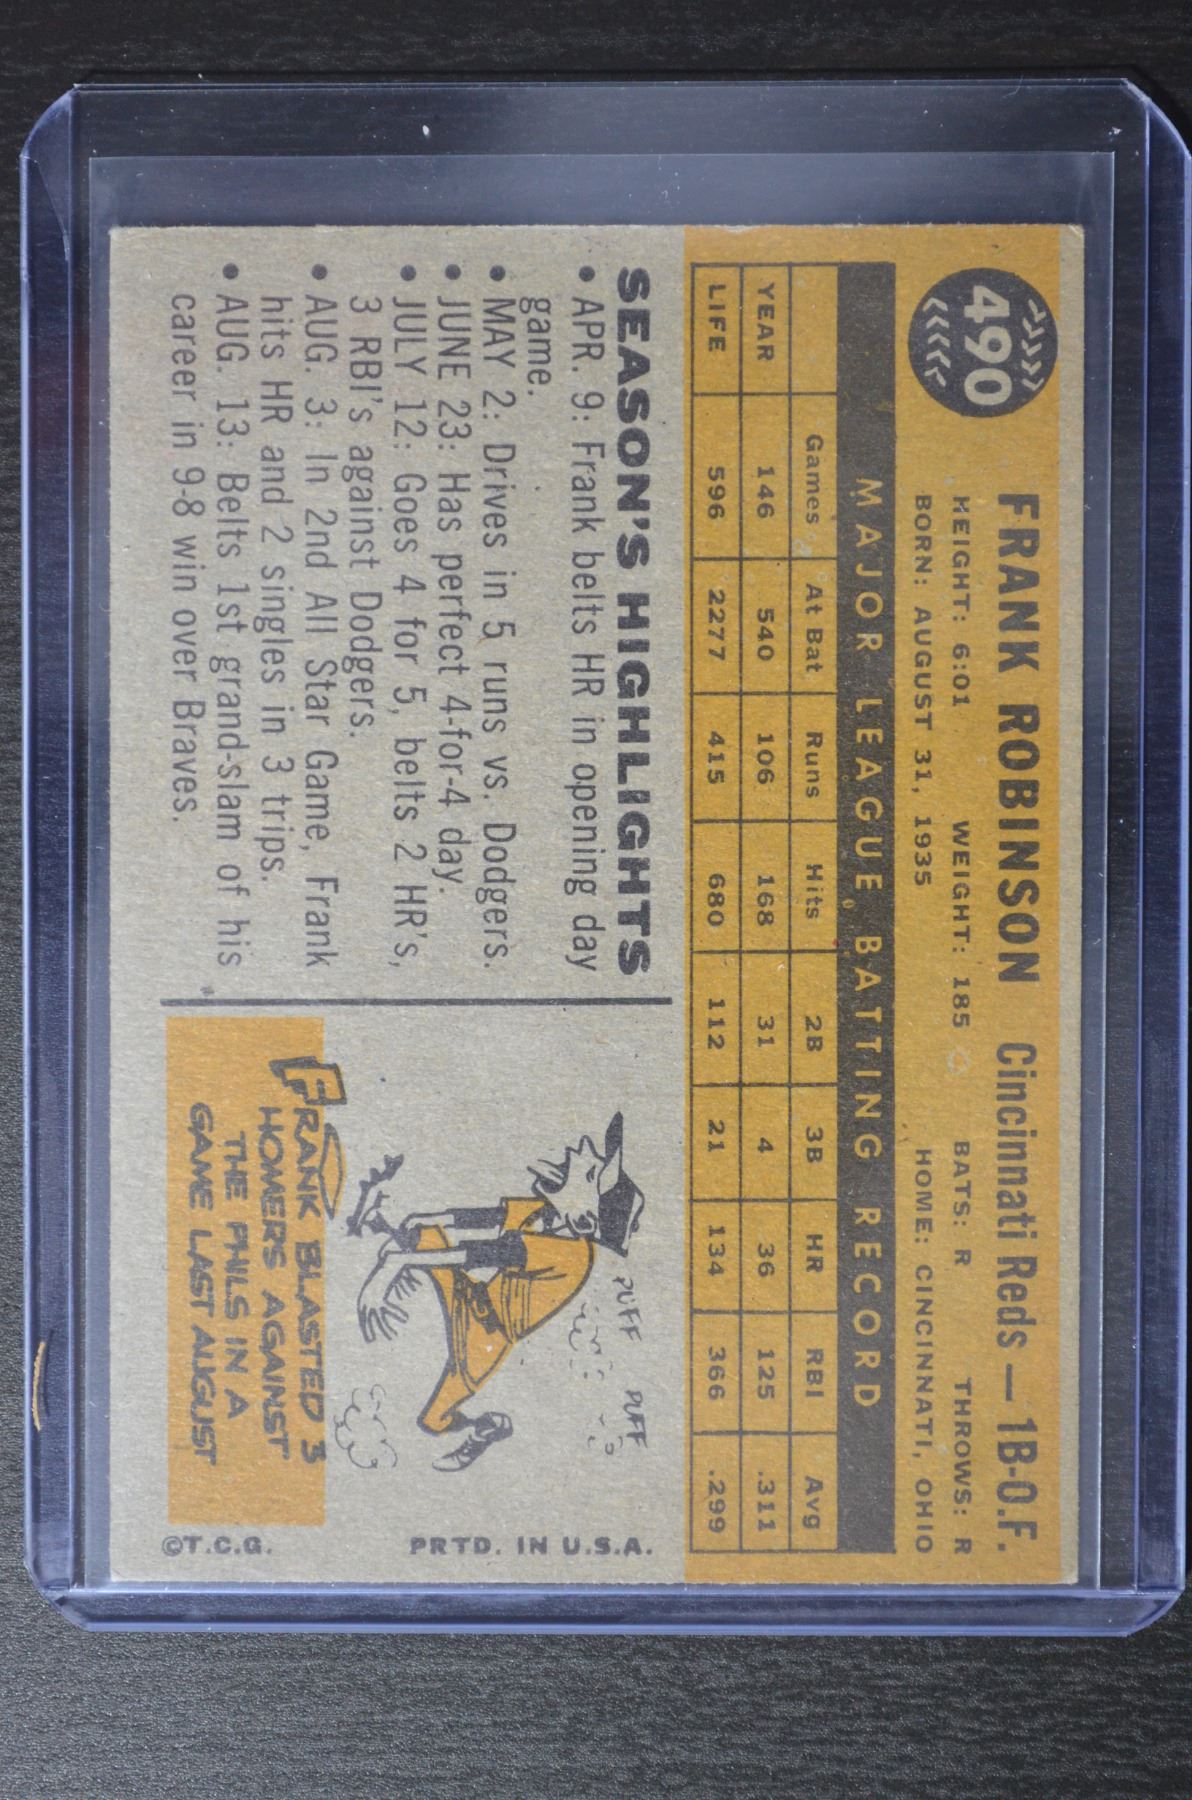 490
FRANK ROBINSON Cincinnati Reds — 1B-O.F.
HEIGHT: 6:01 WEIGHT: 185 BATS: R THROWS: R
BORN: AUGUST 31, 1935 HOME: CINCINNATI, OHIO
MAJOR LEAGUE BATTING RECORD
Games At Bat Runs Hits 2B 3B HR RBI Avg
YEAR 146 540 106 168 31 4 36 125 .311
LIFE 596 2277 415 680 112 21 134 366 .299
SEASON'S HIGHLIGHTS
• APR. 9: Frank belts HR in opening day
game.
• MAY 2: Drives in 5 runs vs. Dodgers.
• JUNE 23: Has perfect 4-for-4 day.
• JULY 12: Goes 4 for 5, belts 2 HR's,
3 RBI's against Dodgers.
• AUG. 3: In 2nd All Star Game, Frank
hits HR and 2 singles in 3 trips.
• AUG. 13: Belts 1st grand-slam of his
career in 9-8 win over Braves.
PUFF PUFF
FRANK BLASTED 3
HOMERS AGAINST
THE PHILS IN A
GAME LAST AUGUST
PRTD. IN U.S.A.
©T.C.G.